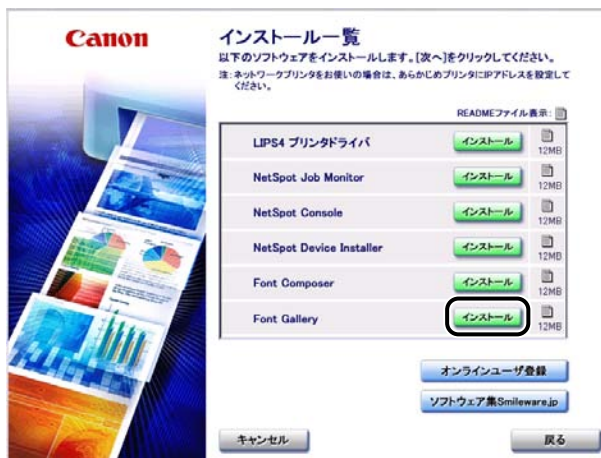 Canon
インストール一覧
以下のソフトウェアをインストールします。[次へ]をクリックしてください。
注:ネットワークプリンタをお使いの場合は、あらかじめプリンタにIPアドレスを設定して
ください。
READMEファイル表示:
LIPS4 プリンタドライバ インストール 12MB
NetSpot Job Monitor インストール 12MB
NetSpot Console インストール 12MB
NetSpot Device Installer インストール 12MB
Font Composer インストール 12MB
Font Gallery インストール 12MB
オンラインユーザ登録
ソフトウェア集Smileware.jp
キャンセル 戻る